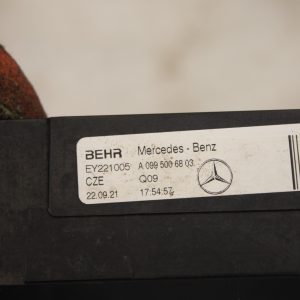 BEHR Mercedes-Benz
EY221005 A 099 500 68 03
CZE Q09
22.09.21 17:54:57